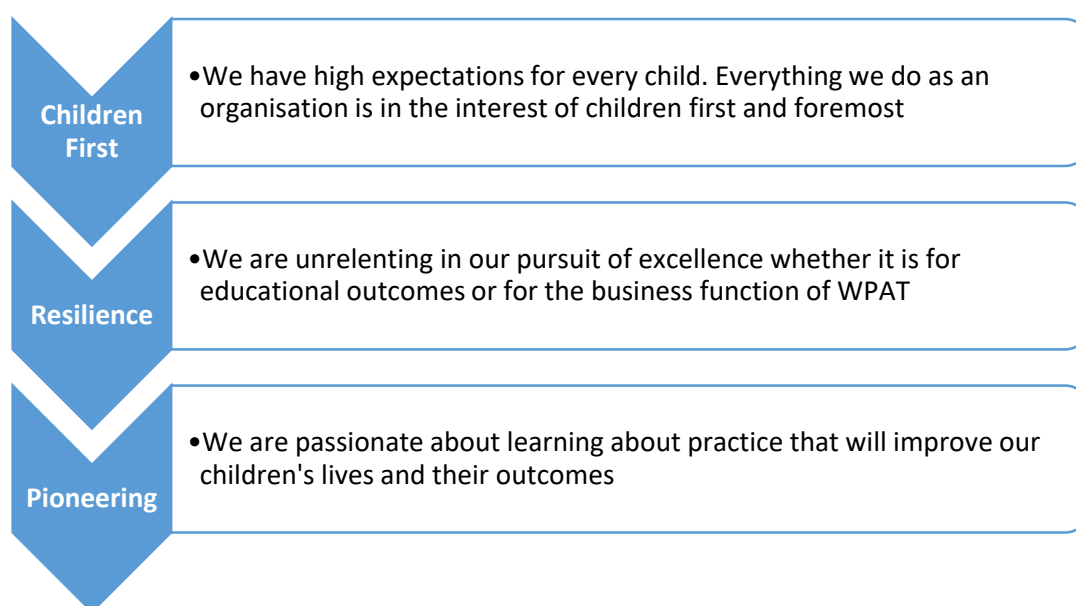 Children
First
•We have high expectations for every child. Everything we do as an
organisation is in the interest of children first and foremost
Resilience
•We are unrelenting in our pursuit of excellence whether it is for
educational outcomes or for the business function of WPAT
Pioneering
•We are passionate about learning about practice that will improve our
children's lives and their outcomes